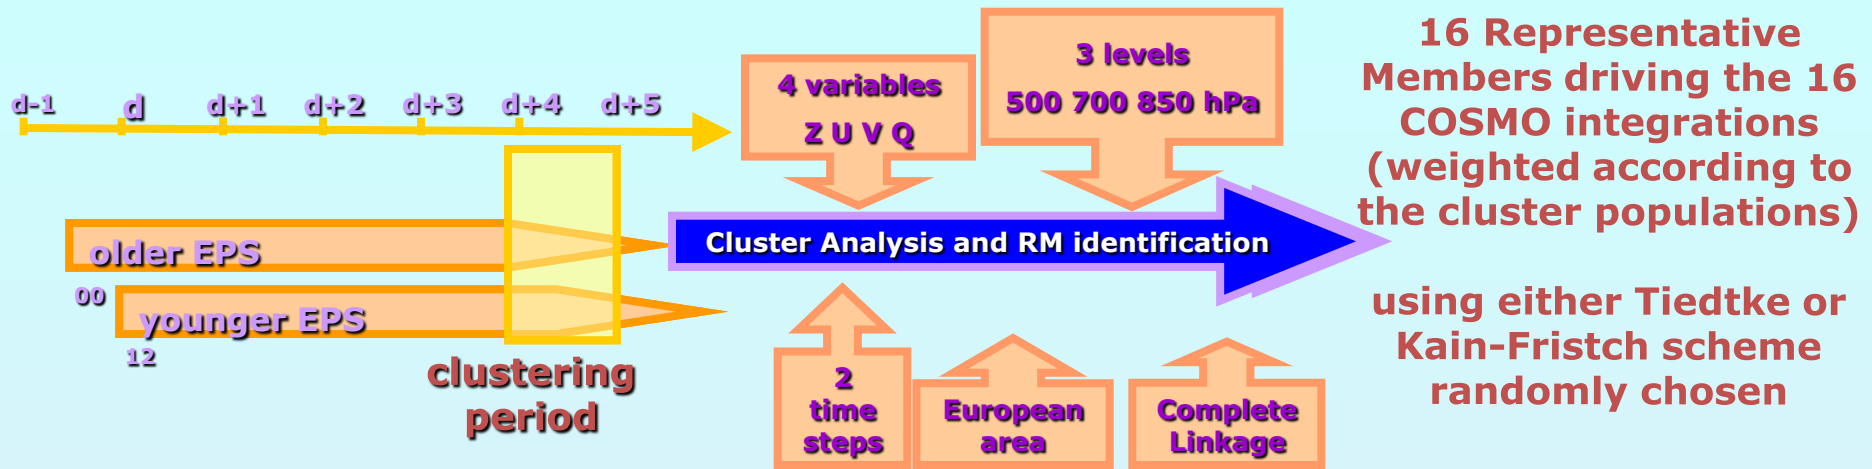 d-1 d d+1 d+2 d+3 d+4 d+5
older EPS
00
younger EPS
12
clustering
period
4 variables
Z U V Q
3 levels
500 700 850 hPa
Cluster Analysis and RM identification
2
time
steps
European
area
Complete
Linkage
16 Representative
Members driving the 16
COSMO integrations
(weighted according to
the cluster populations)
using either Tiedtke or
Kain-Fristch scheme
randomly chosen